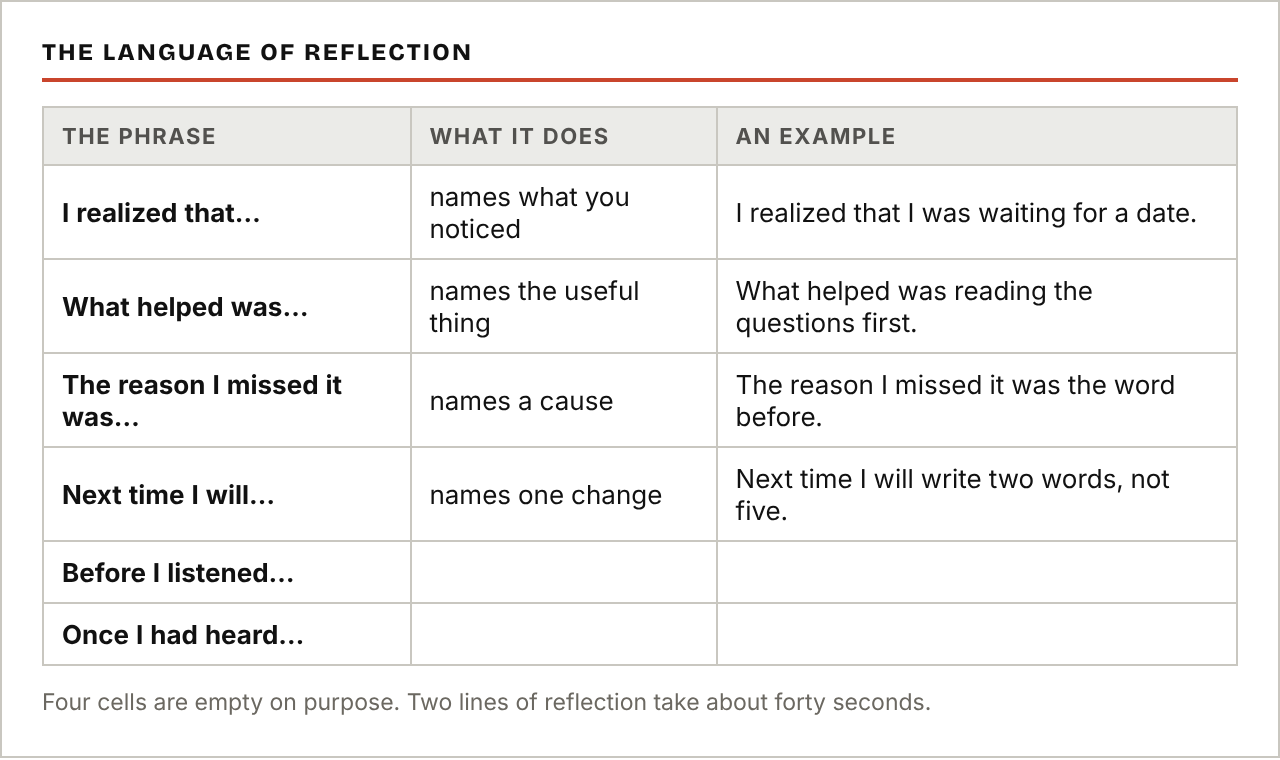 THE LANGUAGE OF REFLECTION
THE PHRASE WHAT IT DOES AN EXAMPLE
I realized that...
names what you
noticed
I realized that I was waiting for a date.
What helped was...
names the useful
thing
What helped was reading the
questions first.
The reason I missed it
was...
names a cause
The reason I missed it was the word
before.
Next time I will...
names one change
Next time I will write two words, not
five.
Before I listened...
Once I had heard...
Four cells are empty on purpose. Two lines of reflection take about forty seconds.